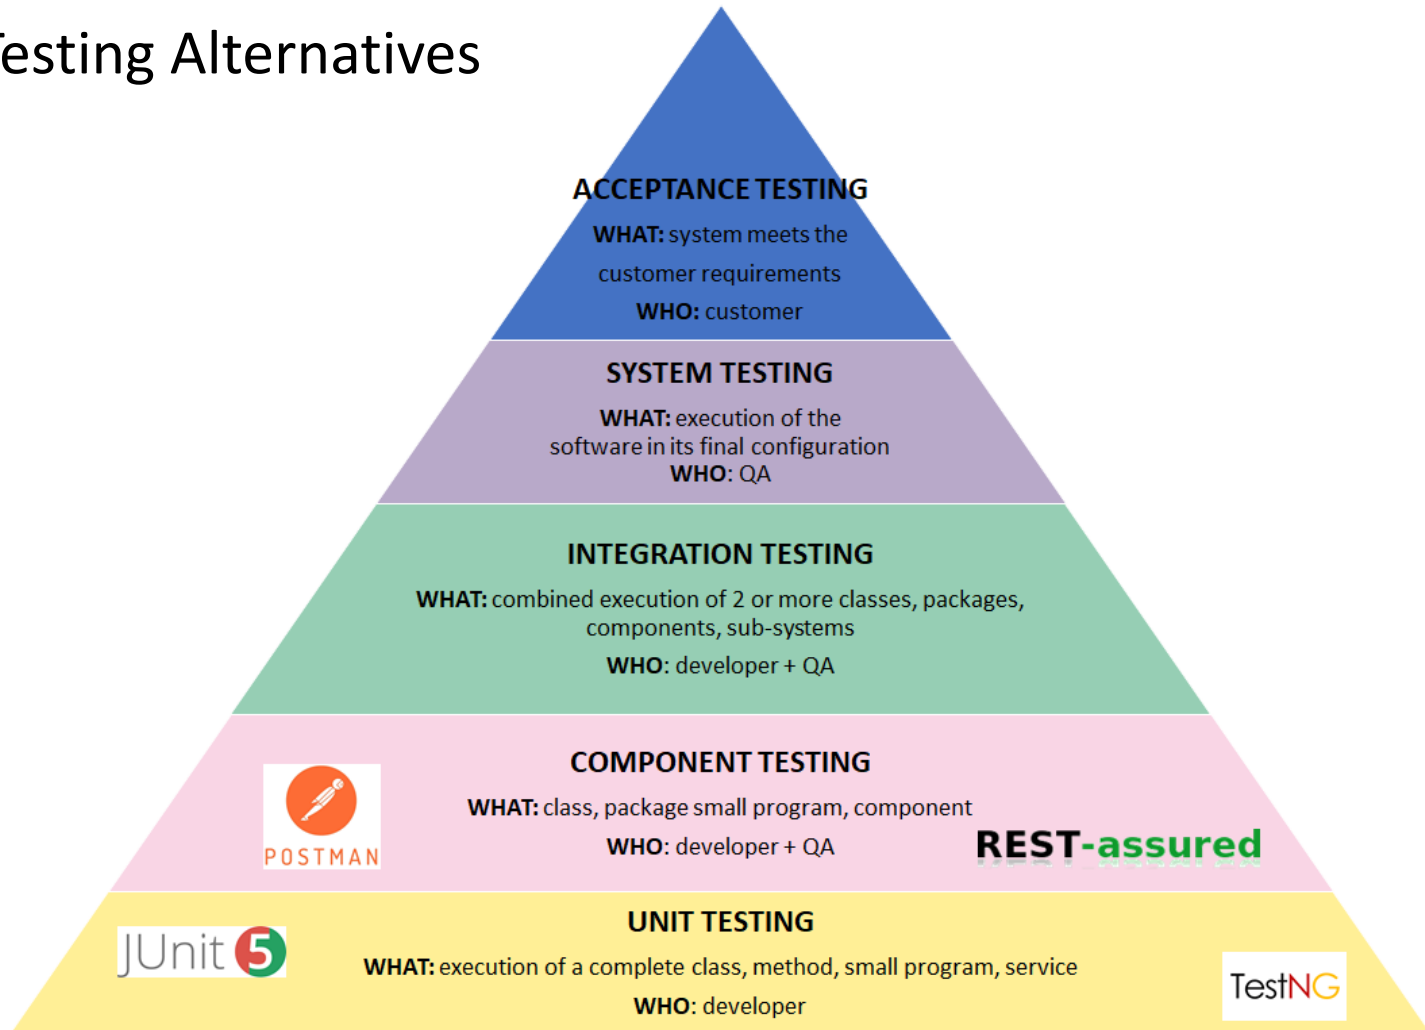 Testing Alternatives
ACCEPTANCE TESTING
WHAT: system meets the
customer requirements
WHO: customer
SYSTEM TESTING
WHAT: execution of the
software in its final configuration
WHO: QA
INTEGRATION TESTING
WHAT: combined execution of 2 or more classes, packages,
components, sub-systems
WHO: developer + QA
COMPONENT TESTING
WHAT: class, package small program, component
WHO: developer + QA
POSTMAN
REST-assured
UNIT TESTING
WHAT: execution of a complete class, method, small program, service
WHO: developer
JUnit 5
TestNG